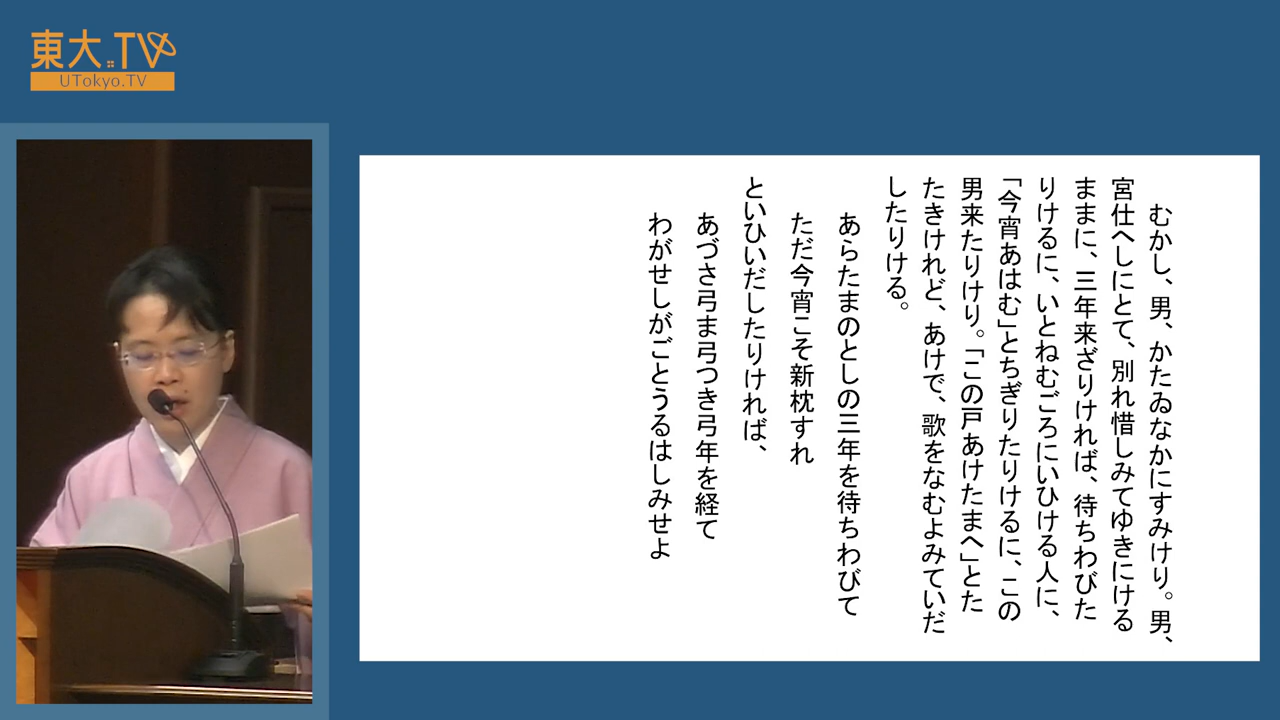 東大.TV
UTokyo.TV
むかし、男、かたゐなかにすみけり。男、
宮仕へしにとて、別れ惜しみてゆきにける
ままに、三年来ざりければ、待ちわびた
りけるに、いとねむごろにいひける人に、
「今宵あはむ」とちぎりたりけるに、この
男来たりけり。「この戸あけたまへ」とた
たきけれど、あけで、歌をなむよみていだ
したりける。
あらたまのとしの三年を待ちわびて
ただ今宵こそ新枕すれ
といひいだしたりければ、
あづさ弓ま弓つき弓年を経て
わがせしがごとうるはしみせよ